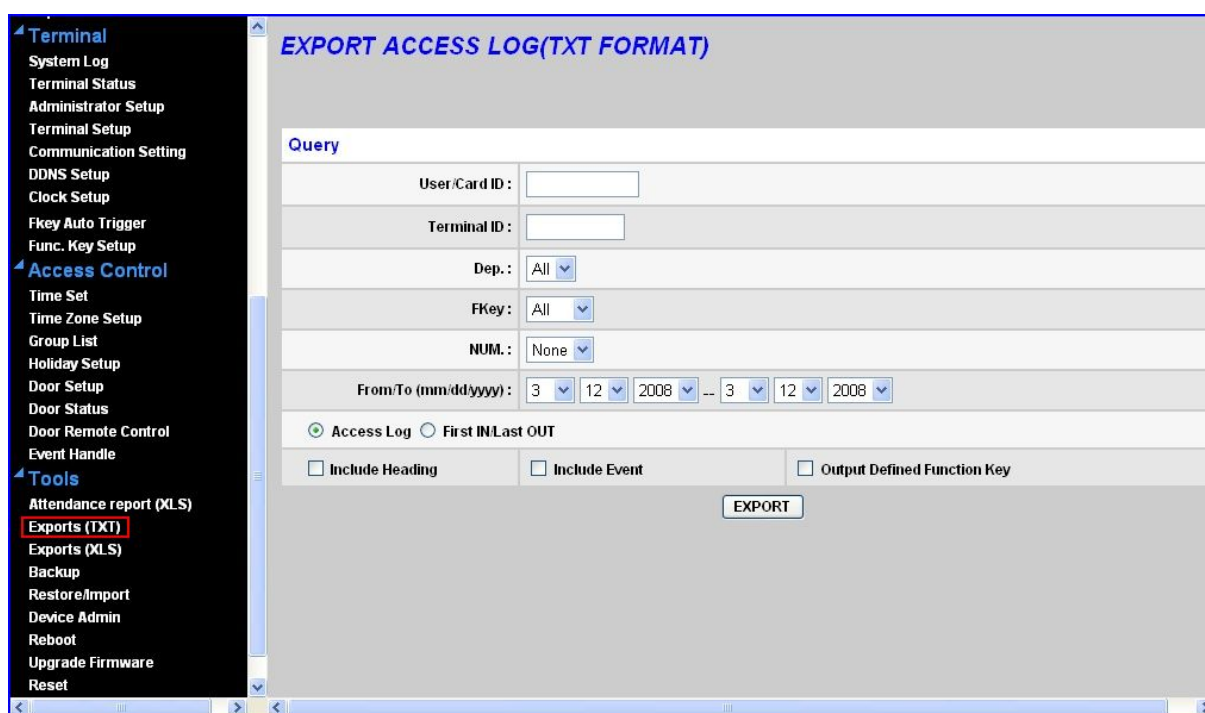 Terminal
System Log
Terminal Status
Administrator Setup
Terminal Setup
Communication Setting
DDNS Setup
Clock Setup
Fkey Auto Trigger
Func. Key Setup
Access Control
Time Set
Time Zone Setup
Group List
Holiday Setup
Door Setup
Door Status
Door Remote Control
Event Handle
Tools
Attendance report (XLS)
Exports (TXT)
Exports (XLS)
Backup
Restore/Import
Device Admin
Reboot
Upgrade Firmware
Reset
EXPORT ACCESS LOG(TXT FORMAT)
Query
User/Card ID :
Terminal ID :
Dep. : All
FKey : All
NUM. : None
From/To (mm/dd/yyyy) : 3 12 2008 -- 3 12 2008
Access Log First IN/Last OUT
Include Heading Include Event Output Defined Function Key
EXPORT